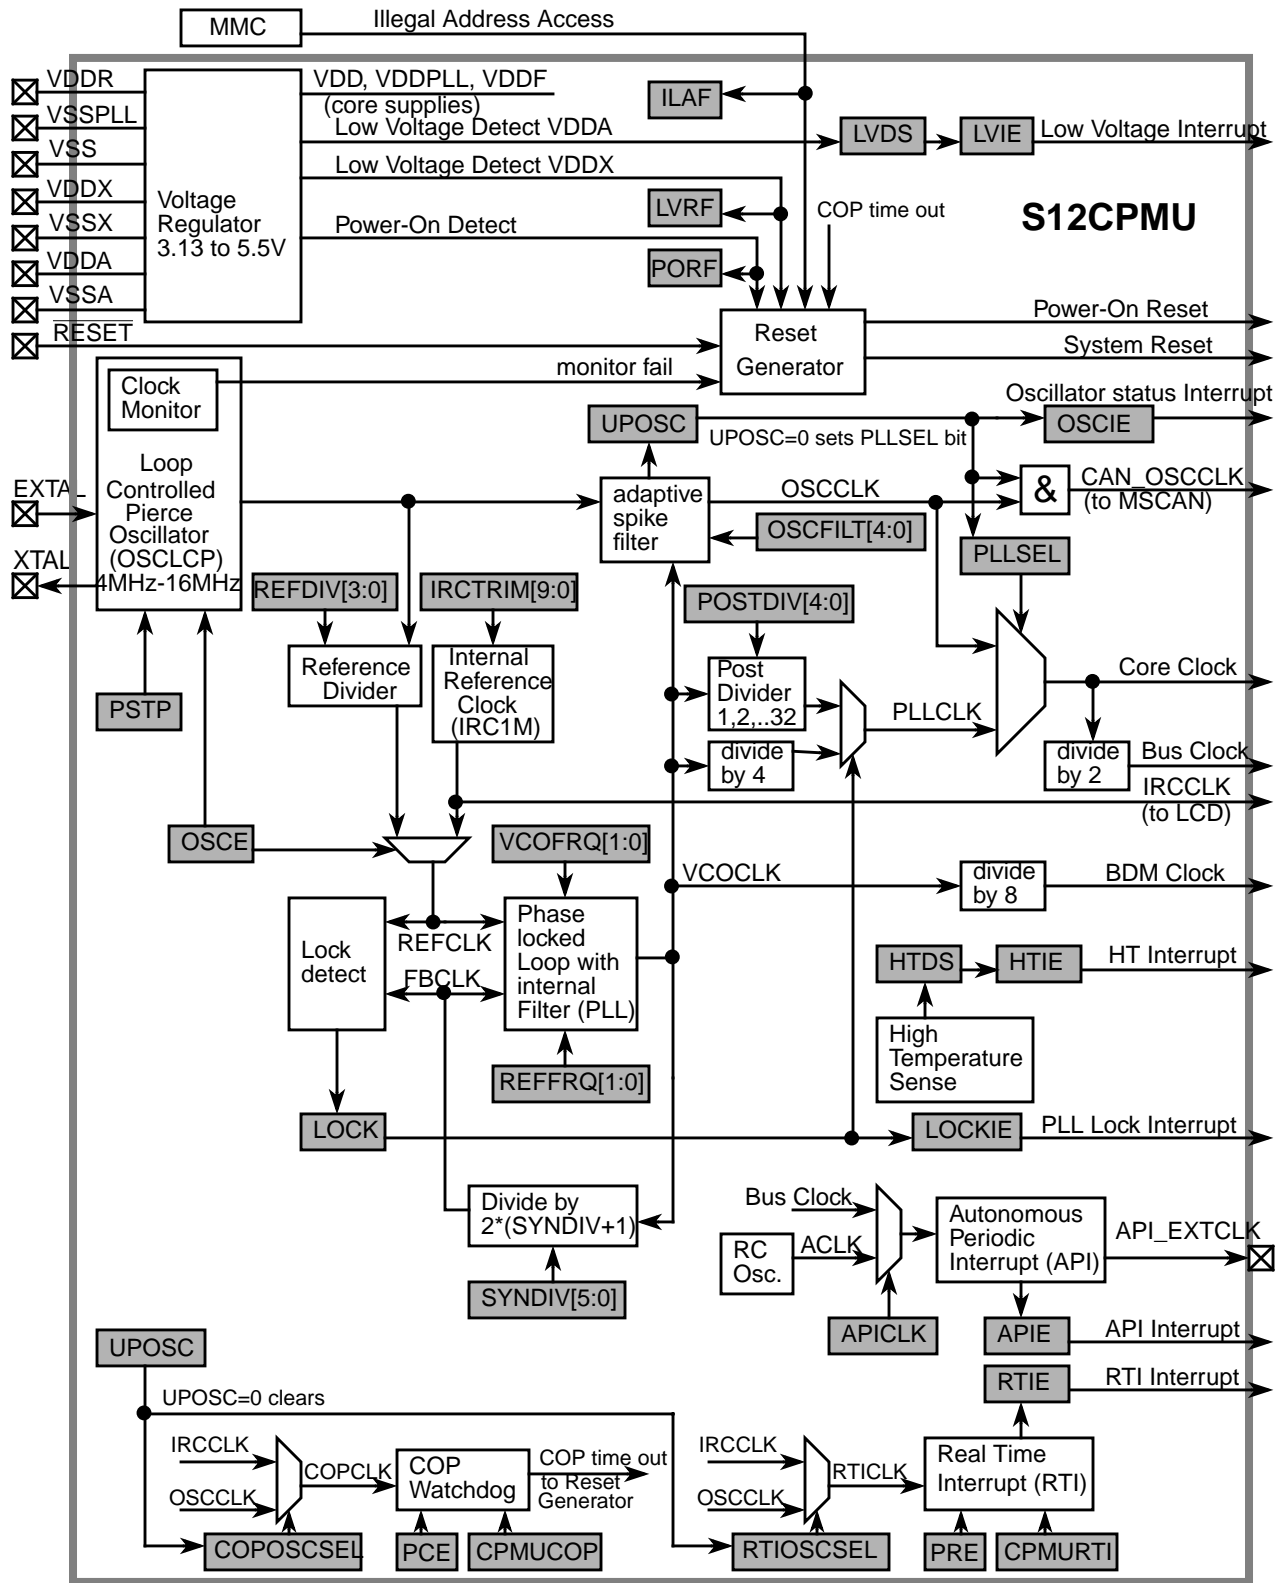 MMC
Illegal Address Access
VDDR
VSSPLL
VSS
VDDX
VSSX
VDDA
VSSA
RESET
Voltage
Regulator
3.13 to 5.5V
VDD, VDDPLL, VDDF
(core supplies)
Low Voltage Detect VDDA
Low Voltage Detect VDDX
Power-On Detect
ILAF
LVRF
PORF
COP time out
LVDS
LVIE
Low Voltage Interrupt
S12CPMU
Reset
Generator
Power-On Reset
System Reset
monitor fail
Clock
Monitor
Loop
Controlled
Pierce
Oscillator
(OSCLCP)
4MHz-16MHz
EXTAL
XTAL
UPOSC
UPOSC=0 sets PLLSEL bit
Oscillator status Interrupt
OSCIE
adaptive
spike
filter
OSCCLK
OSCFILT[4:0]
&
CAN_OSCCLK
(to MSCAN)
PLLSEL
REFDIV[3:0]
IRCTRIM[9:0]
POSTDIV[4:0]
Reference
Divider
Internal
Reference
Clock
(IRC1M)
Post
Divider
1,2,..32
PSTP
divide
by 4
PLLCLK
Core Clock
divide
by 2
Bus Clock
IRCCLK
(to LCD)
OSCE
VCOFRQ[1:0]
VCOCLK
divide
by 8
BDM Clock
Lock
detect
REFCLK
FBCLK
Phase
locked
Loop with
internal
Filter (PLL)
REFFRQ[1:0]
HTDS
HTIE
HT Interrupt
High
Temperature
Sense
LOCK
LOCKIE
PLL Lock Interrupt
Divide by
2*(SYNDIV+1)
SYNDIV[5:0]
Bus Clock
RC
Osc.
ACLK
APICLK
Autonomous
Periodic
Interrupt (API)
API_EXTCLK
APIE
API Interrupt
UPOSC
UPOSC=0 clears
RTIE
RTI Interrupt
IRCCLK
OSCCLK
COPCLK
COP
Watchdog
COP time out
to Reset
Generator
COPOSCSEL
PCE
CPMUCOP
IRCCLK
OSCCLK
RTICLK
Real Time
Interrupt (RTI)
RTIOSCSEL
PRE
CPMURTI